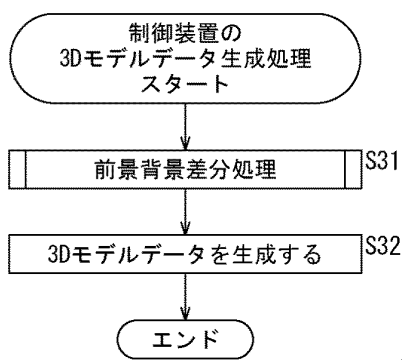 制御装置の
3Dモデルデータ生成処理
スタート
前景背景差分処理
S31
3Dモデルデータを生成する
S32
エンド